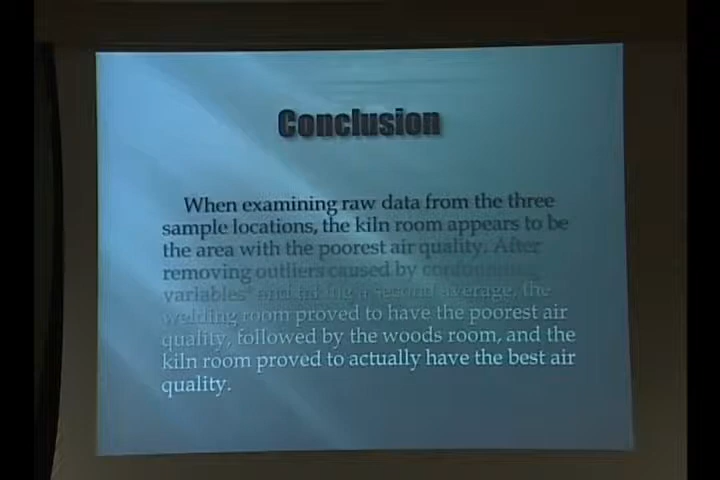 Conclusion
When examining raw data from the three
sample locations, the kiln room appears to be
the area with the poorest air quality. After
removing outliers caused by confounding
variables* and taking a second average, the
welding room proved to have the poorest air
quality, followed by the woods room, and the
kiln room proved to actually have the best air
quality.